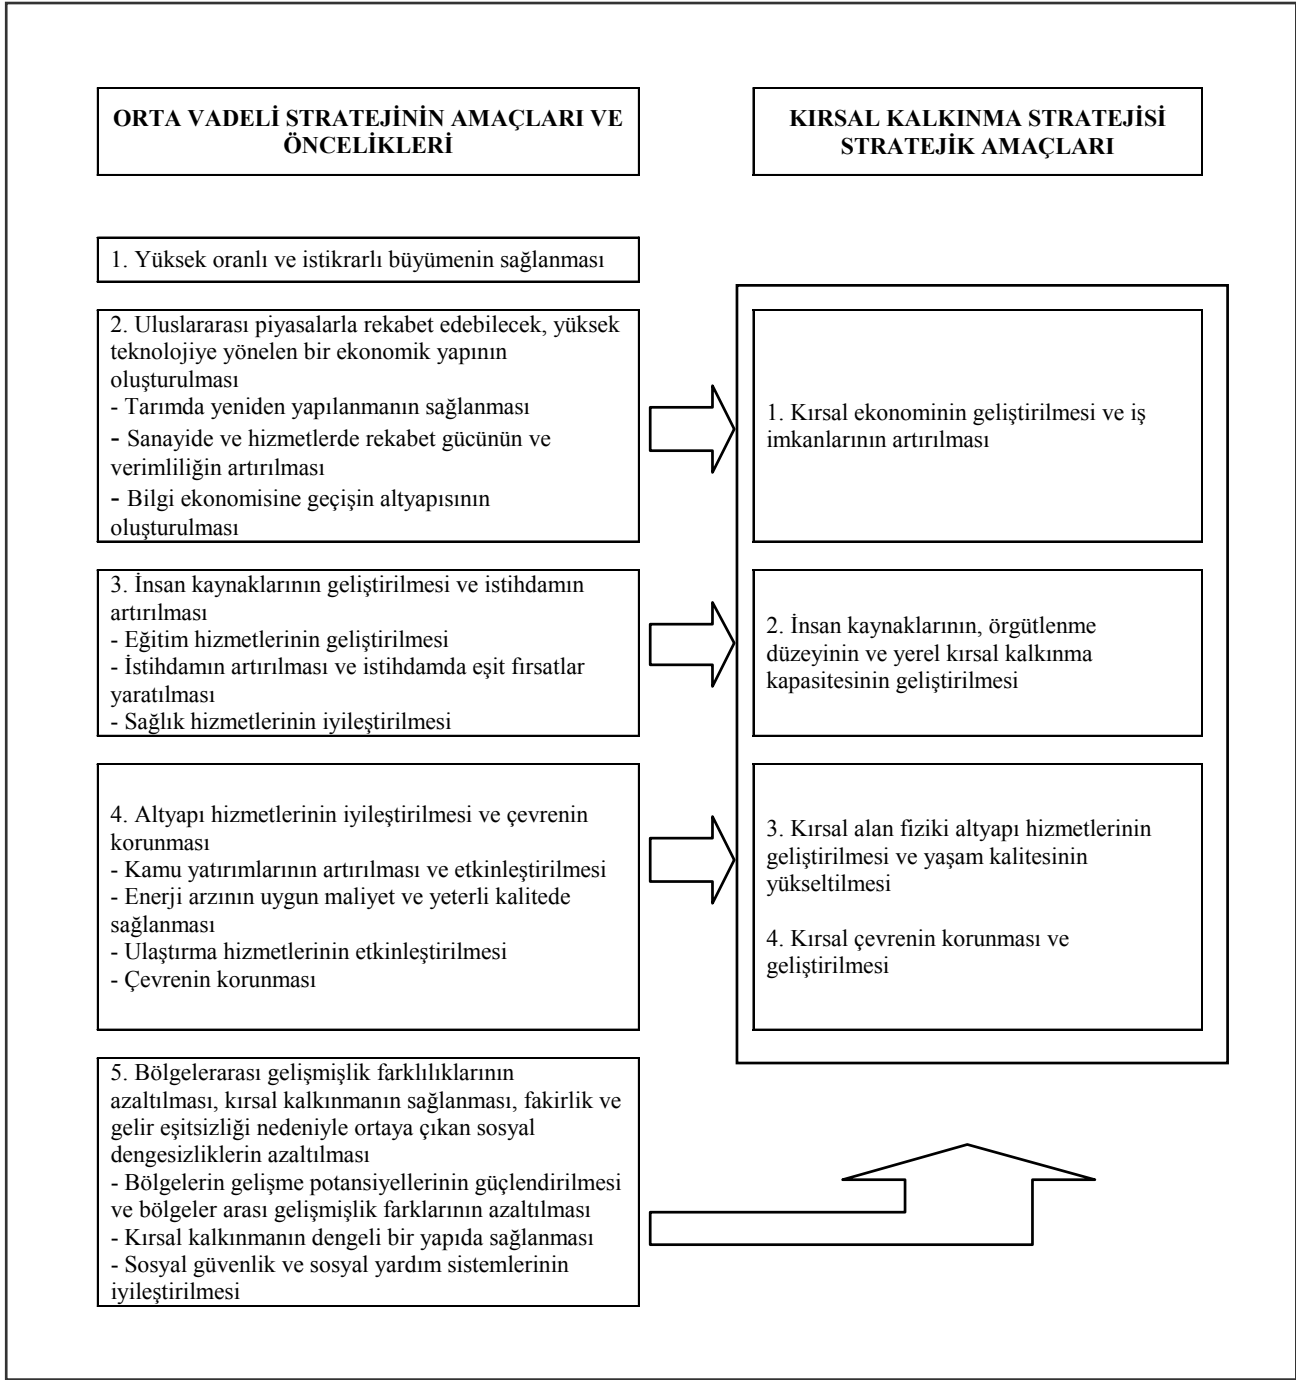 ORTA VADELİ STRATEJİNİN AMAÇLARI VE
ÖNCELİKLERİ
KIRSAL KALKINMA STRATEJİSİ
STRATEJİK AMAÇLARI
1. Yüksek oranlı ve istikrarlı büyümenin sağlanması
2. Uluslararası piyasalarla rekabet edebilecek, yüksek
teknolojiye yönelen bir ekonomik yapının
oluşturulması
- Tarımda yeniden yapılanmanın sağlanması
- Sanayide ve hizmetlerde rekabet gücünün ve
verimliliğin artırılması
- Bilgi ekonomisine geçişin altyapısının
oluşturulması
1. Kırsal ekonominin geliştirilmesi ve iş
imkanlarının artırılması
3. İnsan kaynaklarının geliştirilmesi ve istihdamın
artırılması
- Eğitim hizmetlerinin geliştirilmesi
- İstihdamın artırılması ve istihdamda eşit fırsatlar
yaratılması
- Sağlık hizmetlerinin iyileştirilmesi
2. İnsan kaynaklarının, örgütlenme
düzeyinin ve yerel kırsal kalkınma
kapasitesinin geliştirilmesi
4. Altyapı hizmetlerinin iyileştirilmesi ve çevrenin
korunması
- Kamu yatırımlarının artırılması ve etkinleştirilmesi
- Enerji arzının uygun maliyet ve yeterli kalitede
sağlanması
- Ulaştırma hizmetlerinin etkinleştirilmesi
- Çevrenin korunması
3. Kırsal alan fiziki altyapı hizmetlerinin
geliştirilmesi ve yaşam kalitesinin
yükseltilmesi
4. Kırsal çevrenin korunması ve
geliştirilmesi
5. Bölgelerarası gelişmişlik farklılıklarının
azaltılması, kırsal kalkınmanın sağlanması, fakirlik ve
gelir eşitsizliği nedeniyle ortaya çıkan sosyal
dengesizliklerin azaltılması
- Bölgelerin gelişme potansiyellerinin güçlendirilmesi
ve bölgeler arası gelişmişlik farklarının azaltılması
- Kırsal kalkınmanın dengeli bir yapıda sağlanması
- Sosyal güvenlik ve sosyal yardım sistemlerinin
iyileştirilmesi